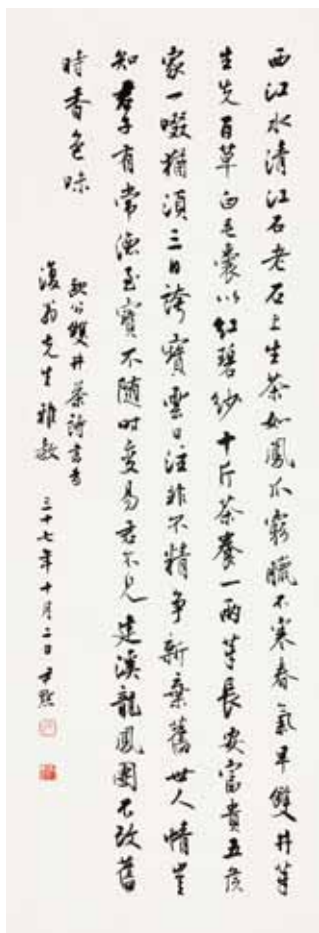 西江水清江石老石上生茶如鳳爪窮臘不寒春氣早雙井芽
生先百草白毛囊以紅碧紗十斤茶養一兩芽長安富貴五侯
家一啜猶須三日誇寶雲日注非不精爭新棄舊世人情豈
知君子有常德至寶不隨時變易君不見建溪龍鳳團不改舊
時香色味
歐公雙井茶詩書奉
復翁先生雅教 三十七年十月二日 尹默